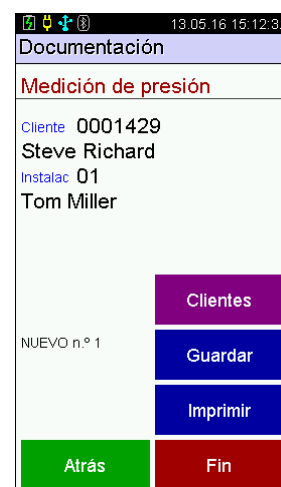 13.05.16 15:12:3
Documentación
Medición de presión
Cliente 0001429
Steve Richard
Instalac 01
Tom Miller
Clientes
NUEVO n.º 1
Guardar
Imprimir
Atrás
Fin